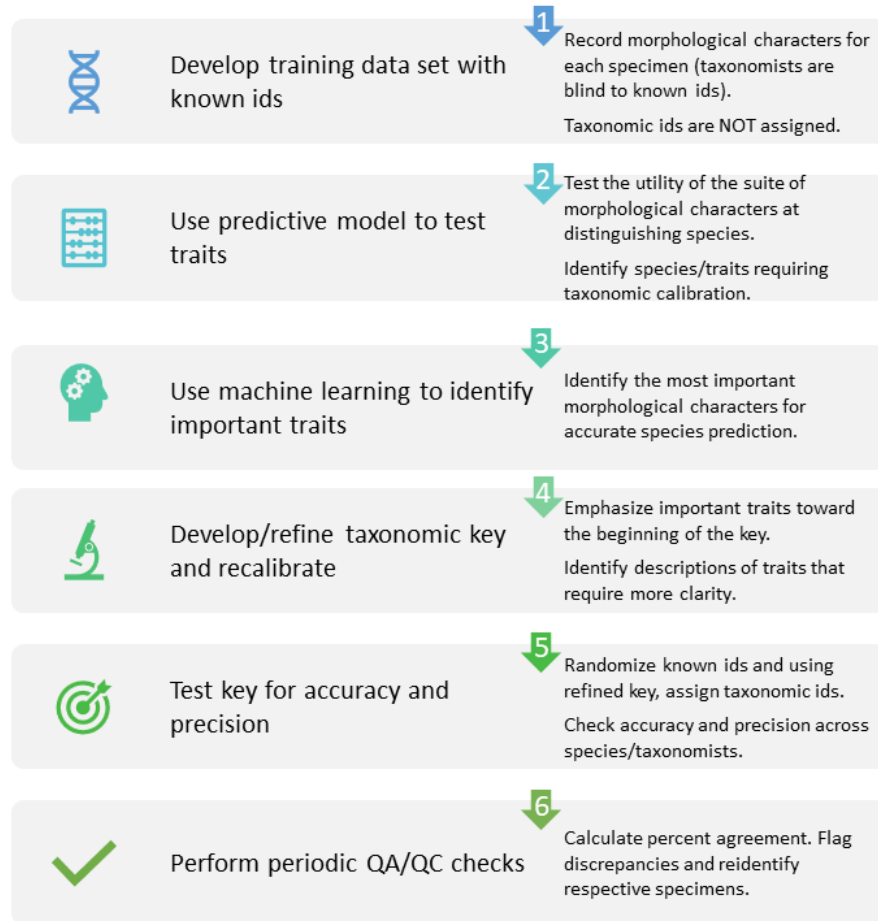 1
Develop training data set with
known ids
Record morphological characters for
each specimen (taxonomists are
blind to known ids).
Taxonomic ids are NOT assigned.
2
Use predictive model to test
traits
Test the utility of the suite of
morphological characters at
distinguishing species.
Identify species/traits requiring
taxonomic calibration.
3
Use machine learning to identify
important traits
Identify the most important
morphological characters for
accurate species prediction.
4
Develop/refine taxonomic key
and recalibrate
Emphasize important traits toward
the beginning of the key.
Identify descriptions of traits that
require more clarity.
5
Test key for accuracy and
precision
Randomize known ids and using
refined key, assign taxonomic ids.
Check accuracy and precision across
species/taxonomists.
6
Perform periodic QA/QC checks
Calculate percent agreement. Flag
discrepancies and reidentify
respective specimens.